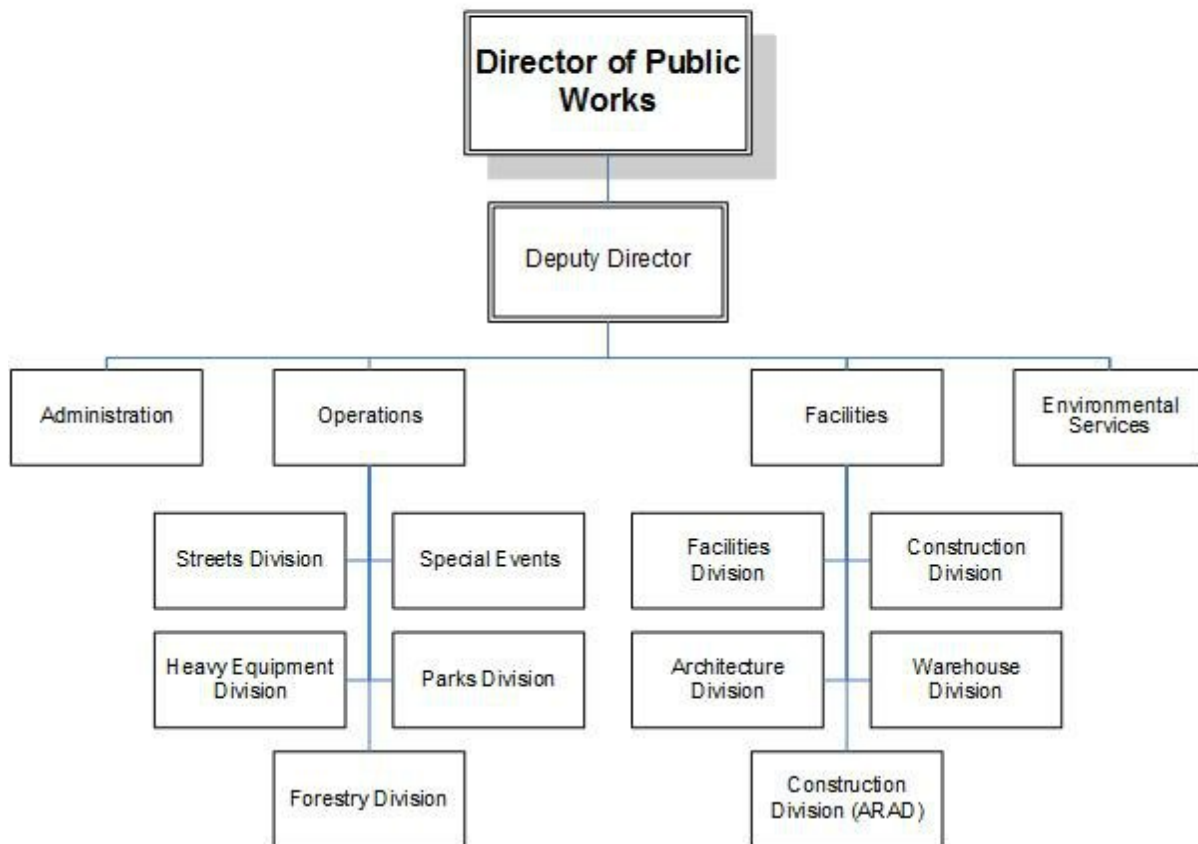 Director of Public
Works
Deputy Director
Administration
Operations
Facilities
Environmental
Services
Streets Division
Special Events
Facilities
Division
Construction
Division
Heavy Equipment
Division
Parks Division
Architecture
Division
Warehouse
Division
Forestry Division
Construction
Division (ARAD)